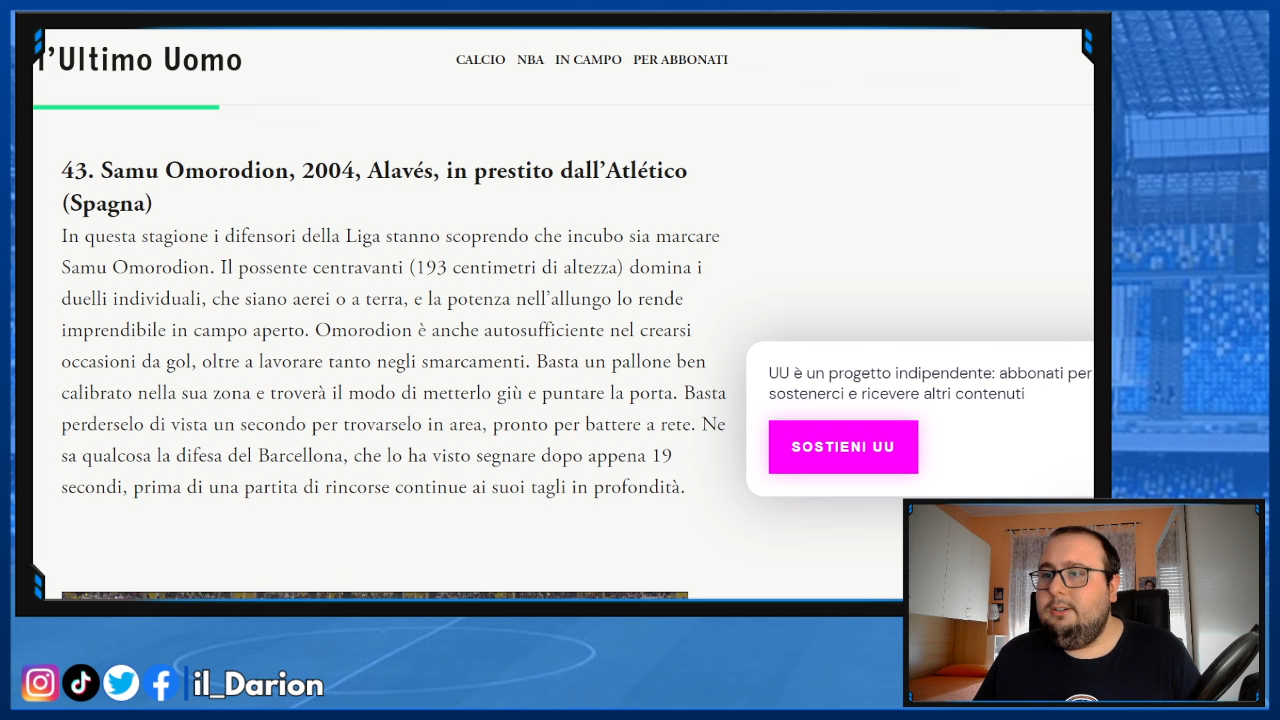 l’Ultimo Uomo
CALCIO NBA IN CAMPO PER ABBONATI
43. Samu Omorodion, 2004, Alavés, in prestito dall’Atlético
(Spagna)
In questa stagione i difensori della Liga stanno scoprendo che incubo sia marcare
Samu Omorodion. Il possente centravanti (193 centimetri di altezza) domina i
duelli individuali, che siano aerei o a terra, e la potenza nell’allungo lo rende
imprendibile in campo aperto. Omorodion è anche autosufficiente nel crearsi
occasioni da gol, oltre a lavorare tanto negli smarcamenti. Basta un pallone ben
calibrato nella sua zona e troverà il modo di metterlo giù e puntare la porta. Basta
perderselo di vista un secondo per trovarselo in area, pronto per battere a rete. Ne
sa qualcosa la difesa del Barcellona, che lo ha visto segnare dopo appena 19
secondi, prima di una partita di rincorse continue ai suoi tagli in profondità.
UU è un progetto indipendente: abbonati per
sostenerci e ricevere altri contenuti
SOSTIENI UU
il_Darion